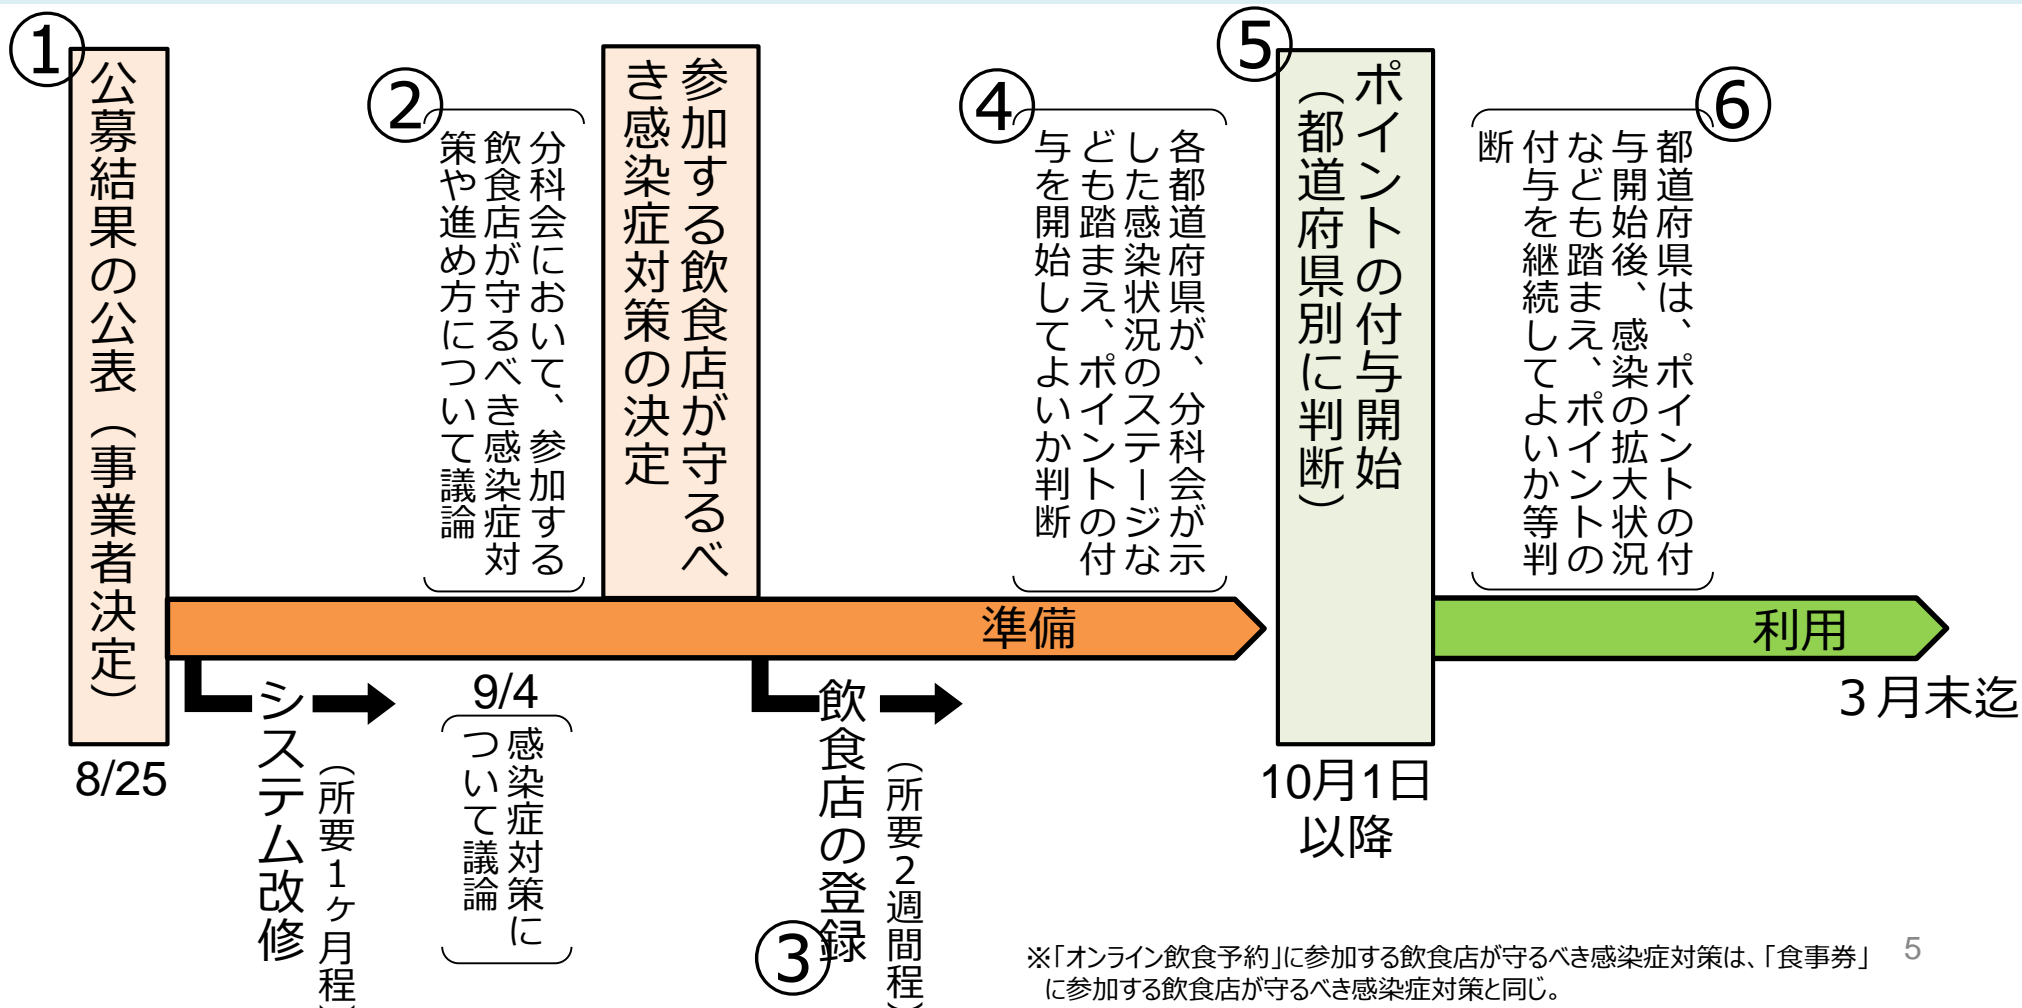 ①
公募結果の公表（事業者決定）
8/25
システム改修
（所要１ヶ月程
②
分科会において、参加する
飲食店が守るべき感染症対
策や進め方について議論
9/4
感染症対策に
ついて議論
参加する飲食店が守るべ
き感染症対策の決定
③
飲食店の登録
（所要２週間程
準備
④
各都道府県が、分科会が示
した感染状況のステージな
ども踏まえ、ポイントの付
与を開始してよいか判断
⑤
ポイントの付与開始
（都道府県別に判断）
10月1日
以降
⑥
都道府県は、ポイントの付
与開始後、感染の拡大状況
なども踏まえ、ポイントの
付与を継続してよいか等判
断
利用
３月末迄
※「オンライン飲食予約」に参加する飲食店が守るべき感染症対策は、「食事券」
に参加する飲食店が守るべき感染症対策と同じ。
5